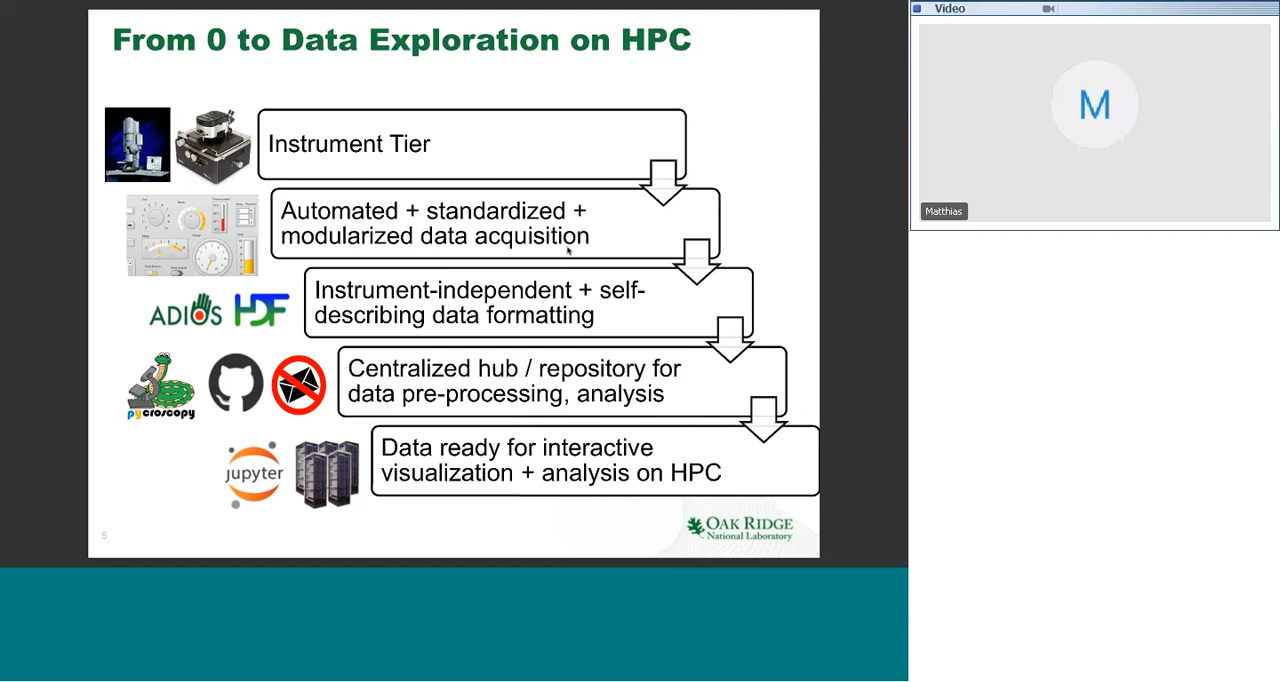 From 0 to Data Exploration on HPC
Instrument Tier
Automated + standardized +
modularized data acquisition
ADIOS
HDF
Instrument-independent + self-
describing data formatting
pycroscopy
Centralized hub / repository for
data pre-processing, analysis
jupyter
Data ready for interactive
visualization + analysis on HPC
5
OAK RIDGE
National Laboratory
Video
M
Matthias